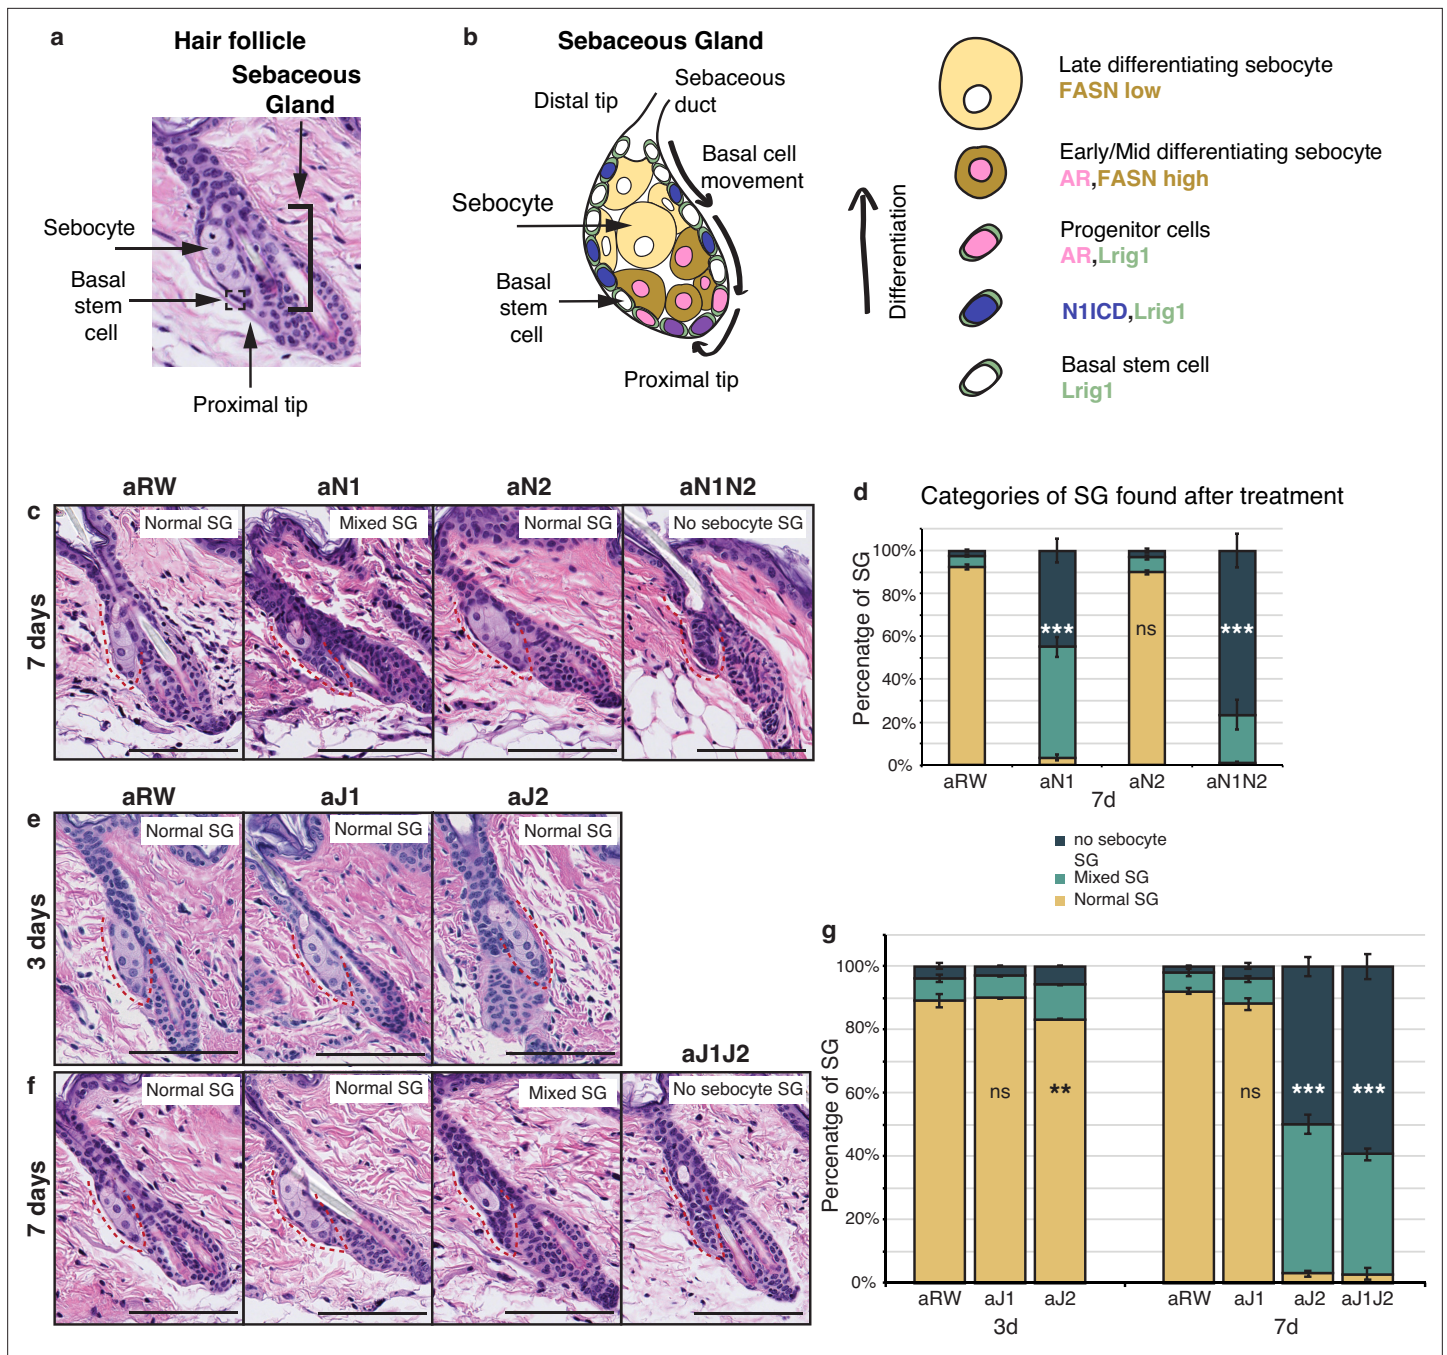 a
Hair follicle
Sebaceous
Gland
Sebocyte
Basal
stem
cell
Proximal tip
b
Sebaceous Gland
Distal tip
Sebaceous
duct
Basal cell
movement
Sebocyte
Basal
stem
cell
Proximal tip
Differentiation
Late differentiating sebocyte
FASN low
Early/Mid differentiating sebocyte
AR,FASN high
Progenitor cells
AR,Lrig1
N1ICD,Lrig1
Basal stem cell
Lrig1
c
aRW
aN1
aN2
aN1N2
7 days
Normal SG
Mixed SG
Normal SG
No sebocyte SG
d
Categories of SG found after treatment
Percenatge of SG
100%
80%
60%
40%
20%
0%
***
ns
***
aRW
aN1
aN2
aN1N2
7d
no sebocyte
SG
Mixed SG
Normal SG
e
aRW
aJ1
aJ2
3 days
Normal SG
Normal SG
Normal SG
f
aJ1J2
7 days
Normal SG
Normal SG
Mixed SG
No sebocyte SG
g
Percenatge of SG
100%
80%
60%
40%
20%
0%
ns
**
ns
***
***
aRW
aJ1
aJ2
aRW
aJ1
aJ2
aJ1J2
3d
7d